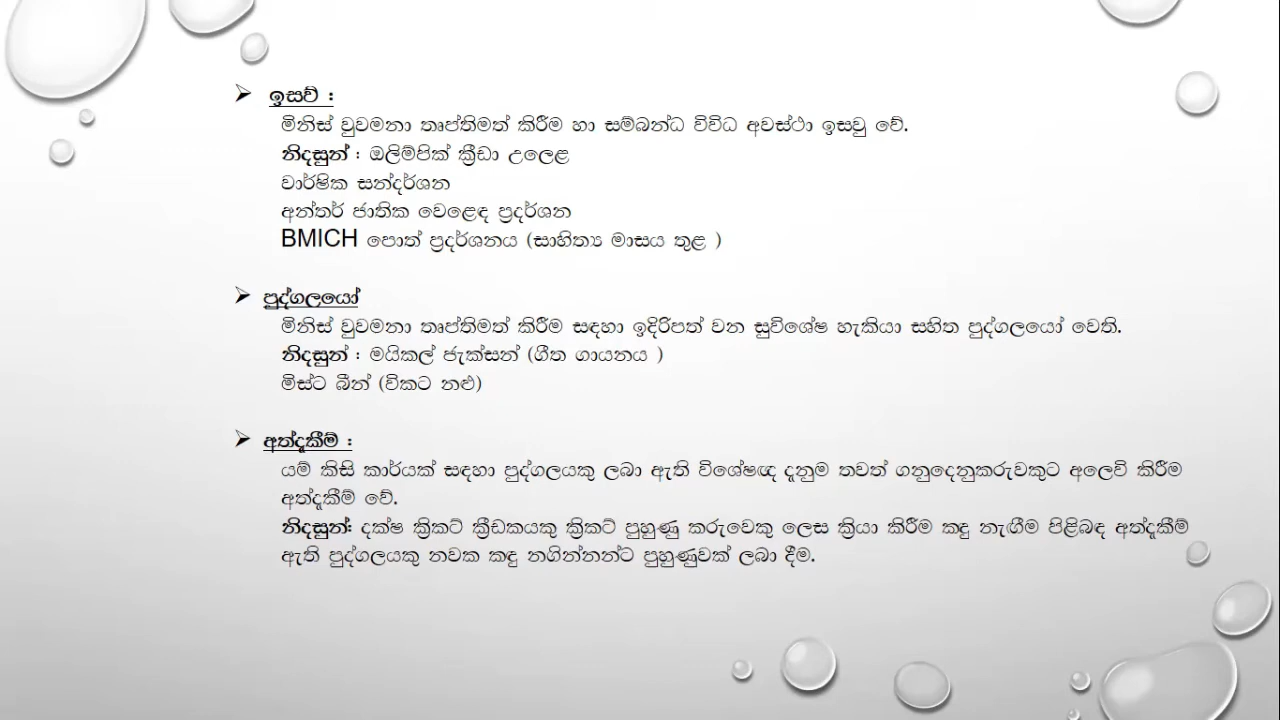 ඉසව් :
මිනිස් වුවමනා තෘප්තිමත් කිරීම හා සම්බන්ධ විවිධ අවස්ථා ඉසවු වේ.
නිදසුන් : ඔලිම්පික් ක්‍රීඩා උලෙළ
වාර්ෂික සන්දර්ශන
අන්තර් ජාතික වෙළෙඳ ප්‍රදර්ශන
BMICH පොත් ප්‍රදර්ශනය (සාහිත්‍ය මාසය තුළ )
පුද්ගලයෝ
මිනිස් වුවමනා තෘප්තිමත් කිරීම සඳහා ඉදිරිපත් වන සුවිශේෂ හැකියා සහිත පුද්ගලයෝ වෙති.
නිදසුන් : මයිකල් ජැක්සන් (ගීත ගායනය )
මිස්ට බීන් (විකට නළු)
අත්දැකීම් :
යම් කිසි කාර්යක් සඳහා පුද්ගලයකු ලබා ඇති විශේෂඥ දැනුම තවත් ගනුදෙනුකරුවකුට අලෙවි කිරීම
අත්දැකීම් වේ.
නිදසුන්: දක්ෂ ක්‍රිකට් ක්‍රීඩකයකු ක්‍රිකට් පුහුණු කරුවෙකු ලෙස ක්‍රියා කිරීම කඳු නැඟීම පිළිබඳ අත්දැකීම්
ඇති පුද්ගලයකු නවක කඳු නගින්නන්ට පුහුණුවක් ලබා දීම.